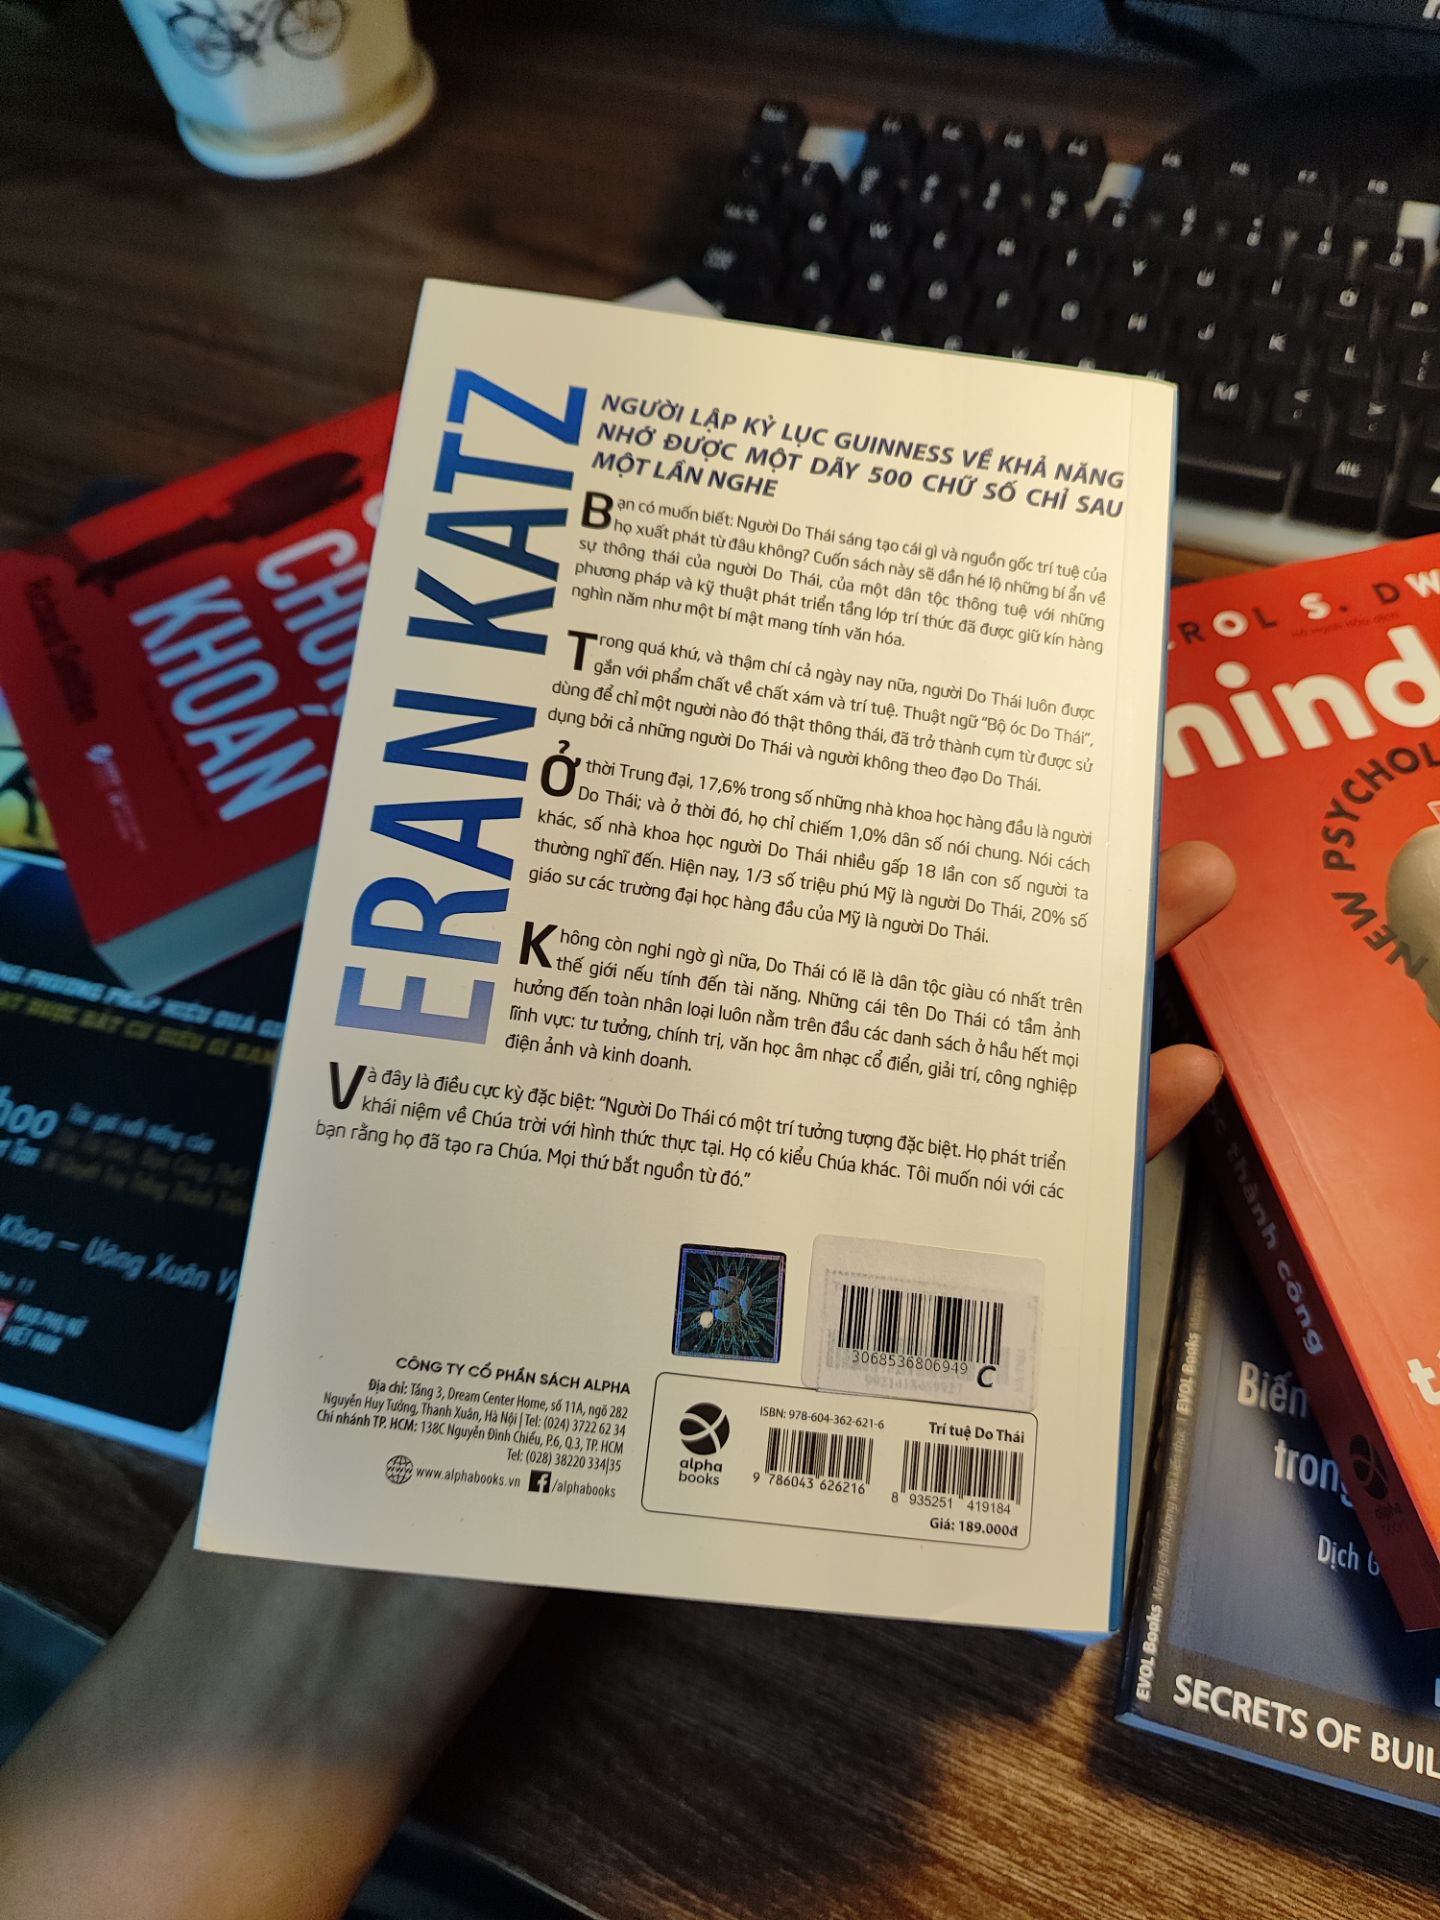 ERAN KATZ
NGƯỜI LẬP KỶ LỤC GUINNESS VỀ KHẢ NĂNG
NHỚ ĐƯỢC MỘT DÃY 500 CHỮ SỐ CHỈ SAU
MỘT LẦN NGHE
Bạn có muốn biết: Người Do Thái sáng tạo cái gì và nguồn gốc trí tuệ của
họ xuất phát từ đâu không? Cuốn sách này sẽ dần hé lộ những bí ẩn về
sự thông thái của người Do Thái, của một dân tộc thông tuệ với những
phương pháp và kỹ thuật phát triển tầng lớp trí thức đã được giữ kín hàng
nghìn năm như một bí mật mang tính văn hóa.
Trong quá khứ, và thậm chí cả ngày nay nữa, người Do Thái luôn được
gắn với phẩm chất về chất xám và trí tuệ. Thuật ngữ “Bộ óc Do Thái”,
dùng để chỉ một người nào đó thật thông thái, đã trở thành cụm từ được sử
dụng bởi cả những người Do Thái và người không theo đạo Do Thái.
Ở thời Trung đại, 17,6% trong số những nhà khoa học hàng đầu là người
Do Thái; và ở thời đó, họ chỉ chiếm 1,0% dân số nói chung. Nói cách
khác, số nhà khoa học người Do Thái nhiều gấp 18 lần con số người ta
thường nghĩ đến. Hiện nay, 1/3 số triệu phú Mỹ là người Do Thái, 20% số
giáo sư các trường đại học hàng đầu của Mỹ là người Do Thái.
Không còn nghi ngờ gì nữa, Do Thái có lẽ là dân tộc giàu có nhất trên
thế giới nếu tính đến tài năng. Những cái tên Do Thái có tầm ảnh
hưởng đến toàn nhân loại luôn nằm trên đầu các danh sách ở hầu hết mọi
lĩnh vực: tư tưởng, chính trị, văn học âm nhạc cổ điển, giải trí, công nghiệp
điện ảnh và kinh doanh.
Và đây là điều cực kỳ đặc biệt: “Người Do Thái có một trí tưởng tượng đặc biệt. Họ phát triển
khái niệm về Chúa trời với hình thức thực tại. Họ có kiểu Chúa khác. Tôi muốn nói với các
bạn rằng họ đã tạo ra Chúa. Mọi thứ bắt nguồn từ đó.”
3068536806949 C
CÔNG TY CỔ PHẦN SÁCH ALPHA
Địa chỉ: Tầng 3, Dream Center Home, số 11A, ngõ 282
Nguyễn Huy Tưởng, Thanh Xuân, Hà Nội | Tel: (024) 3722 62 34
Chi nhánh TP. HCM: 138C Nguyễn Đình Chiểu, P.6, Q.3, TP. HCM
Tel: (028) 38220 334|35
www.alphabooks.vn /alphabooks
alpha
books
ISBN: 978-604-362-621-6
9 786043 626216
Trí tuệ Do Thái
8 935251 419184
Giá: 189.000đ
KHOÁN
Richard Smitten
Khoa – Vương Xuân Vỹ
VIỆT NAM
ROL S. DW
mind
NEW PSYCHOL
thành công
alpha
EVOL Books
EVOL Books
Biến
trong
Dịch G
SECRETS OF BUIL